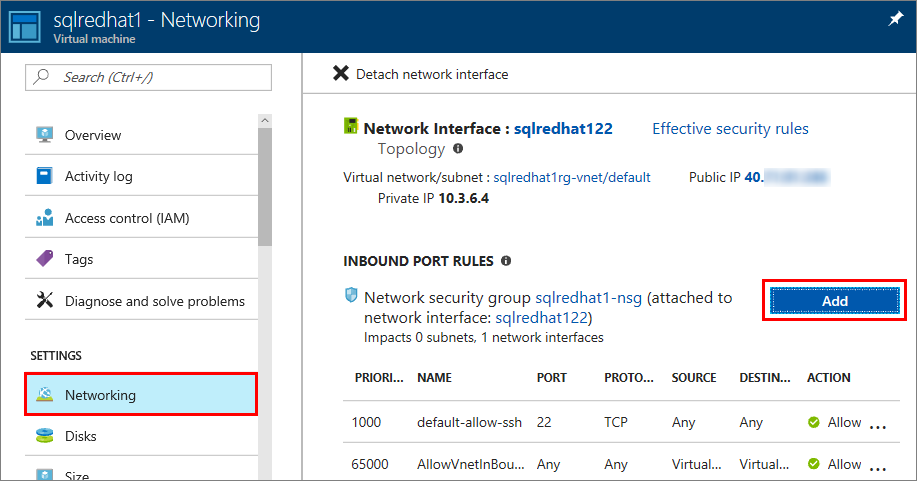 sqlredhat1 - Networking
Virtual machine
Search (Ctrl+/)
Overview
Activity log
Access control (IAM)
Tags
Diagnose and solve problems
SETTINGS
Networking
Disks
Size
Detach network interface
Network Interface : sqlredhat122 Effective security rules
Topology
Virtual network/subnet : sqlredhat1rg-vnet/default Public IP 40.
Private IP 10.3.6.4
INBOUND PORT RULES
Network security group sqlredhat1-nsg (attached to
network interface: sqlredhat122)
Impacts 0 subnets, 1 network interfaces
Add
PRIORI... NAME PORT PROTO... SOURCE DESTIN... ACTION
1000 default-allow-ssh 22 TCP Any Any Allow ...
65000 AllowVnetInBou... Any Any Virtual... Virtual... Allow ...